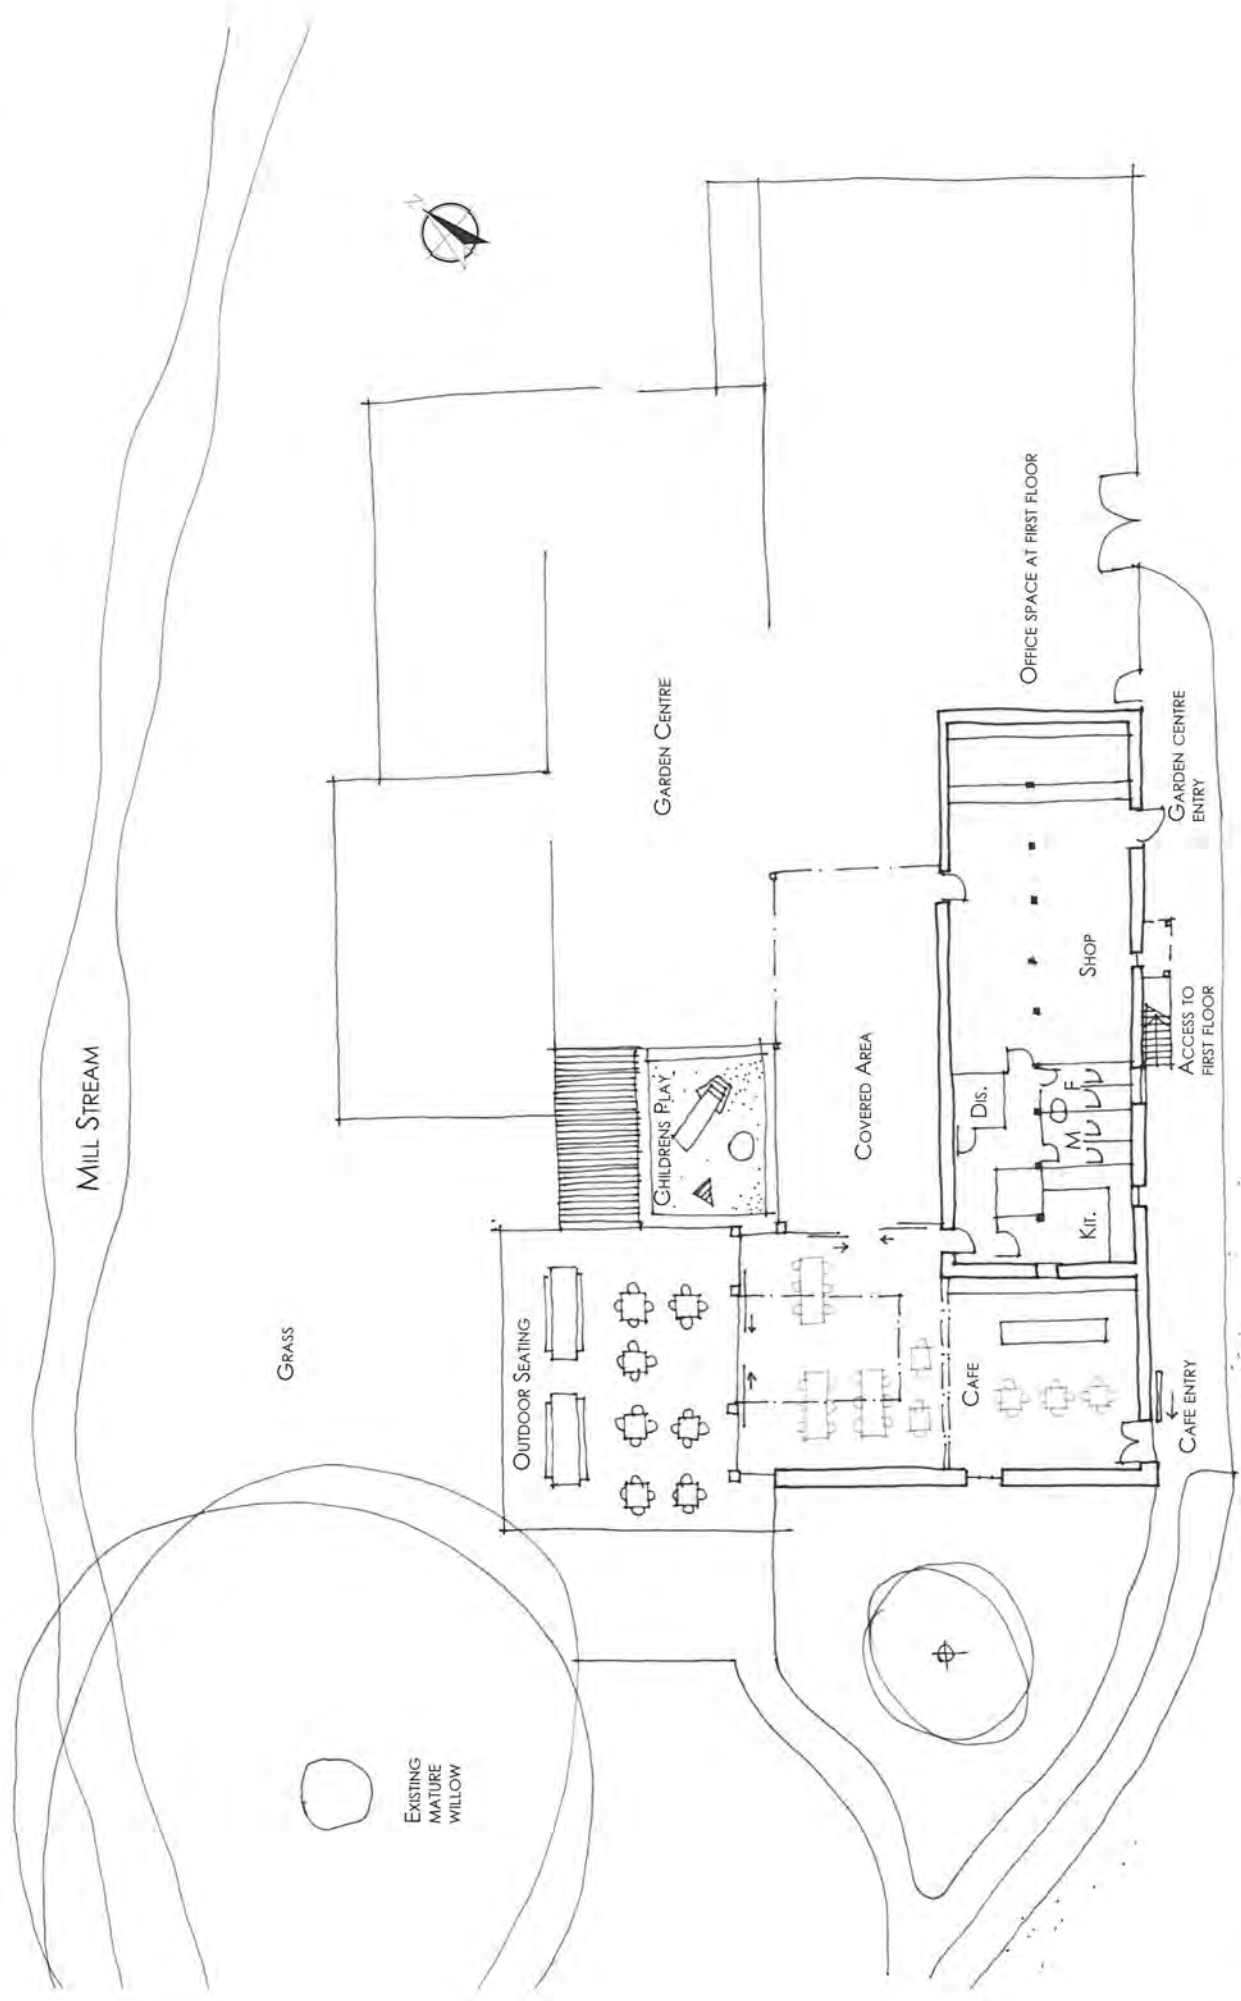 MILL STREAM
GRASS
EXISTING
MATURE
WILLOW
OUTDOOR SEATING
CHILDRENS PLAY
GARDEN CENTRE
N
COVERED AREA
OFFICE SPACE AT FIRST FLOOR
CAFE
DIS.
KIT.
M
F
SHOP
CAFE ENTRY
ACCESS TO
FIRST FLOOR
GARDEN CENTRE
ENTRY